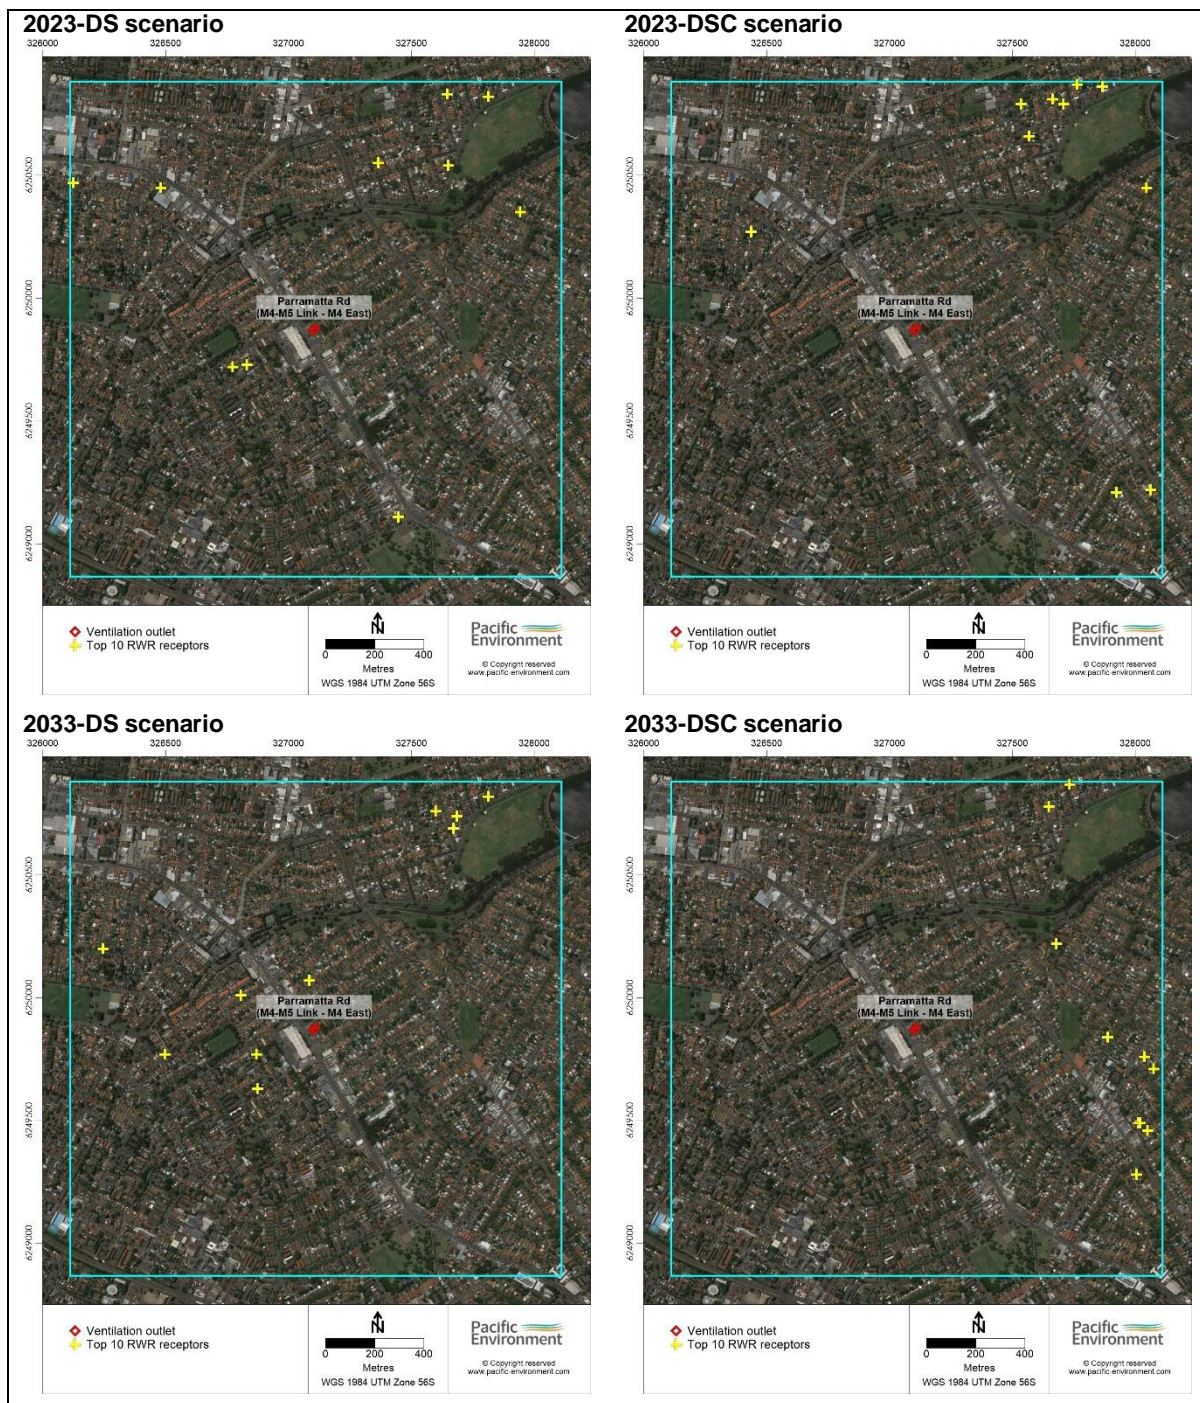 2023-DS scenario
326000 326500 327000 327500 328000
6250500
6250000
6249500
6249000
Parramatta Rd
(M4-M5 Link - M4 East)
Ventilation outlet
Top 10 RWR receptors
N
0 200 400
Metres
WGS 1984 UTM Zone 56S
Pacific
Environment
© Copyright reserved
www.pacific-environment.com
2023-DSC scenario
326000 326500 327000 327500 328000
6250500
6250000
6249500
6249000
Parramatta Rd
(M4-M5 Link - M4 East)
Ventilation outlet
Top 10 RWR receptors
N
0 200 400
Metres
WGS 1984 UTM Zone 56S
Pacific
Environment
© Copyright reserved
www.pacific-environment.com
2033-DS scenario
326000 326500 327000 327500 328000
6250500
6250000
6249500
6249000
Parramatta Rd
(M4-M5 Link - M4 East)
Ventilation outlet
Top 10 RWR receptors
N
0 200 400
Metres
WGS 1984 UTM Zone 56S
Pacific
Environment
© Copyright reserved
www.pacific-environment.com
2033-DSC scenario
326000 326500 327000 327500 328000
6250500
6250000
6249500
6249000
Parramatta Rd
(M4-M5 Link - M4 East)
Ventilation outlet
Top 10 RWR receptors
N
0 200 400
Metres
WGS 1984 UTM Zone 56S
Pacific
Environment
© Copyright reserved
www.pacific-environment.com